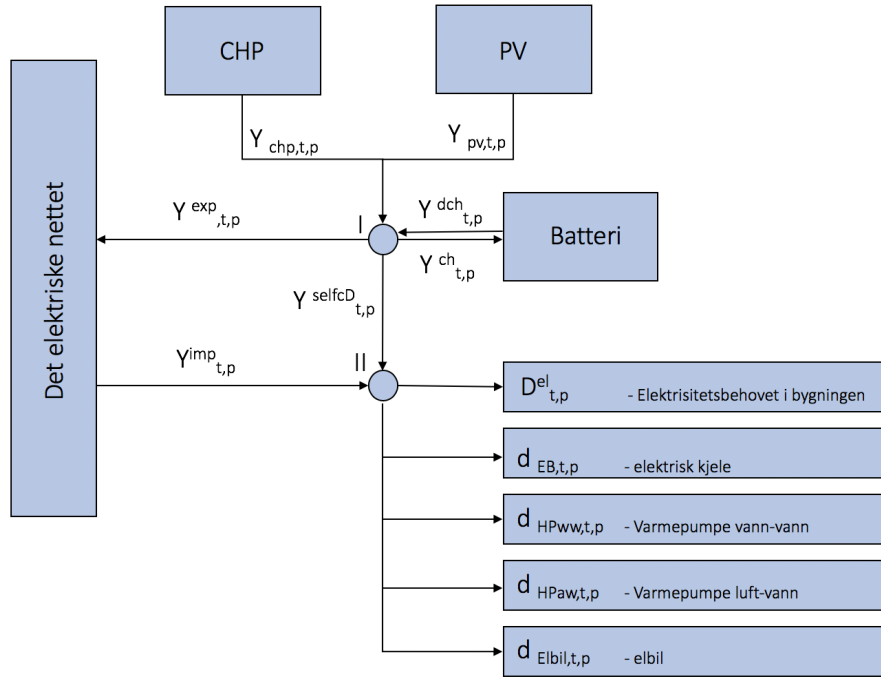 CHP
PV
Det elektriske nettet
Y chp,t,p
Y pv,t,p
Y exp ,t,p
I
Y dch t,p
Batteri
Y ch t,p
Y selfcD t,p
Y imp t,p
II
D el t,p - Elektrisitetsbehovet i bygningen
d EB,t,p - elektrisk kjele
d HPww,t,p - Varmepumpe vann-vann
d HPaw,t,p - Varmepumpe luft-vann
d Elbil,t,p - elbil